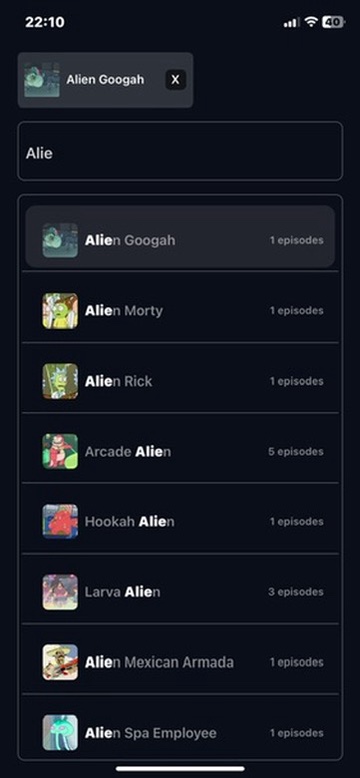 22:10
40
Alien Googah X
Alie
Alien Googah 1 episodes
Alien Morty 1 episodes
Alien Rick 1 episodes
Arcade Alien 5 episodes
Hookah Alien 1 episodes
Larva Alien 3 episodes
Alien Mexican Armada 1 episodes
Alien Spa Employee 1 episodes